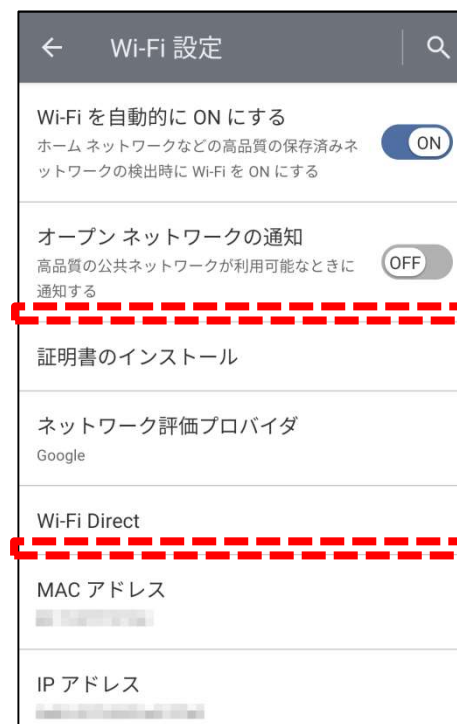 Wi-Fi 設定
Wi-Fi を自動的に ON にする
ホーム ネットワークなどの高品質の保存済みネ
ットワークの検出時に Wi-Fi を ON にする
ON
オープン ネットワークの通知
高品質の公共ネットワークが利用可能なときに
通知する
OFF
証明書のインストール
ネットワーク評価プロバイダ
Google
Wi-Fi Direct
MAC アドレス
IP アドレス